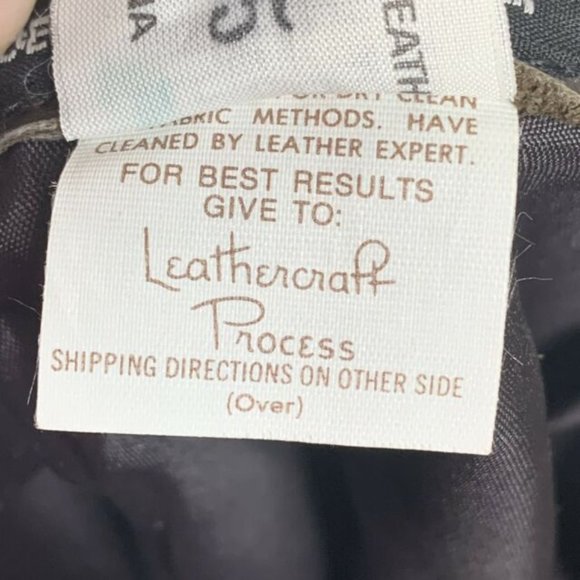 CLEAN
METHODS. HAVE
CLEANED BY LEATHER EXPERT.
FOR BEST RESULTS
GIVE TO:
Leathercraft
Process
SHIPPING DIRECTIONS ON OTHER SIDE
(Over)